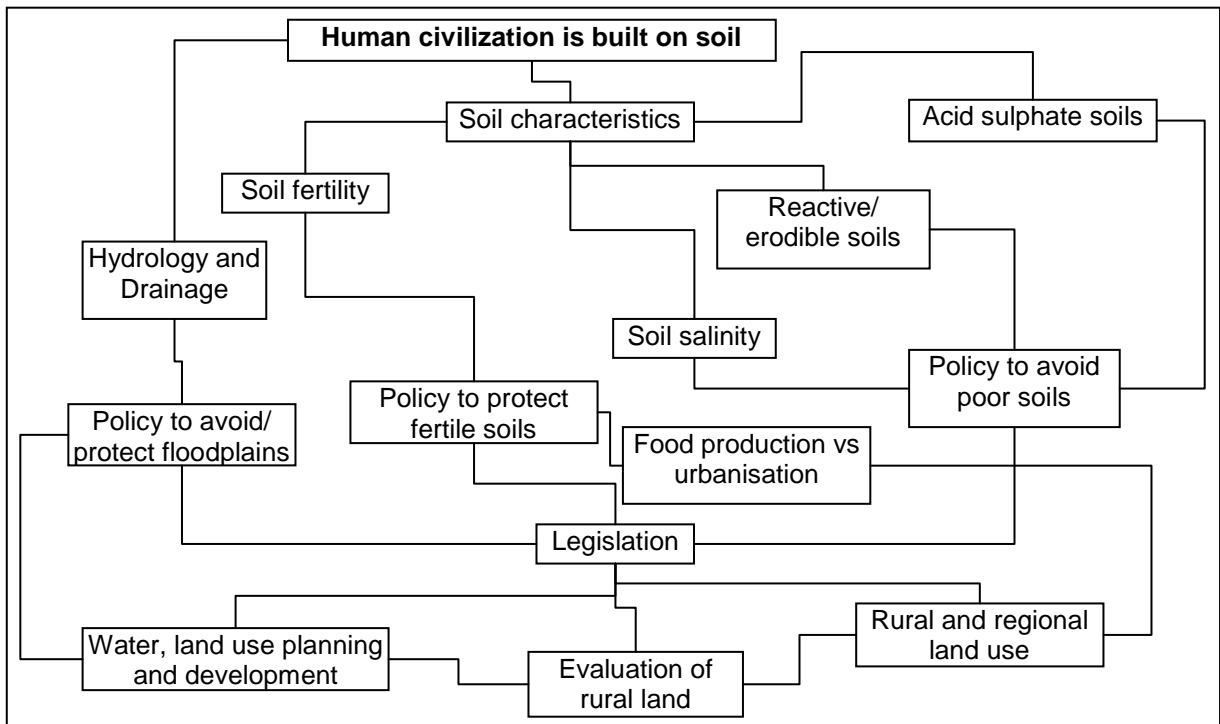 Human civilization is built on soil
Soil characteristics
Acid sulphate soils
Soil fertility
Reactive/
erodible soils
Hydrology and
Drainage
Soil salinity
Policy to avoid
poor soils
Policy to protect
fertile soils
Policy to avoid/
protect floodplains
Food production vs
urbanisation
Legislation
Rural and regional
land use
Water, land use planning
and development
Evaluation of
rural land